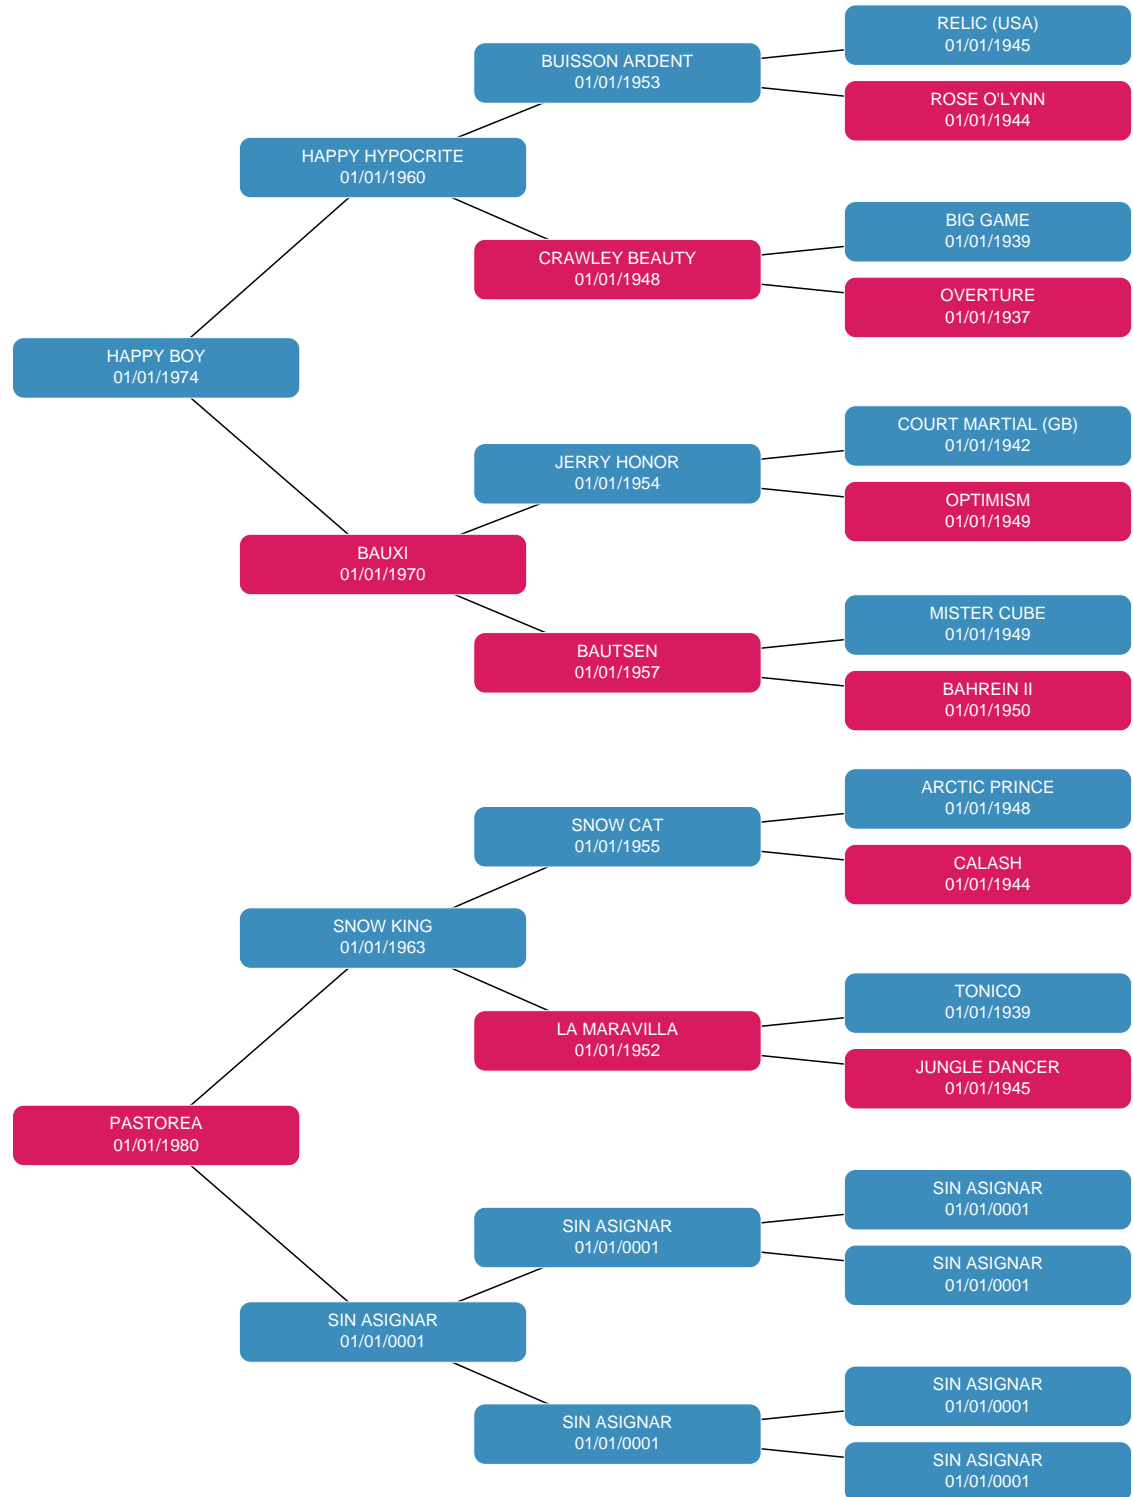 RELIC (USA)
01/01/1945
BUISSON ARDENT
01/01/1953
ROSE O'LYNN
01/01/1944
HAPPY HYPOCRITE
01/01/1960
BIG GAME
01/01/1939
CRAWLEY BEAUTY
01/01/1948
OVERTURE
01/01/1937
HAPPY BOY
01/01/1974
COURT MARTIAL (GB)
01/01/1942
JERRY HONOR
01/01/1954
OPTIMISM
01/01/1949
BAUXI
01/01/1970
MISTER CUBE
01/01/1949
BAUTSEN
01/01/1957
BAHREIN II
01/01/1950
ARCTIC PRINCE
01/01/1948
SNOW CAT
01/01/1955
CALASH
01/01/1944
SNOW KING
01/01/1963
TONICO
01/01/1939
LA MARAVILLA
01/01/1952
JUNGLE DANCER
01/01/1945
PASTOREA
01/01/1980
SIN ASIGNAR
01/01/0001
SIN ASIGNAR
01/01/0001
SIN ASIGNAR
01/01/0001
SIN ASIGNAR
01/01/0001
SIN ASIGNAR
01/01/0001
SIN ASIGNAR
01/01/0001
SIN ASIGNAR
01/01/0001